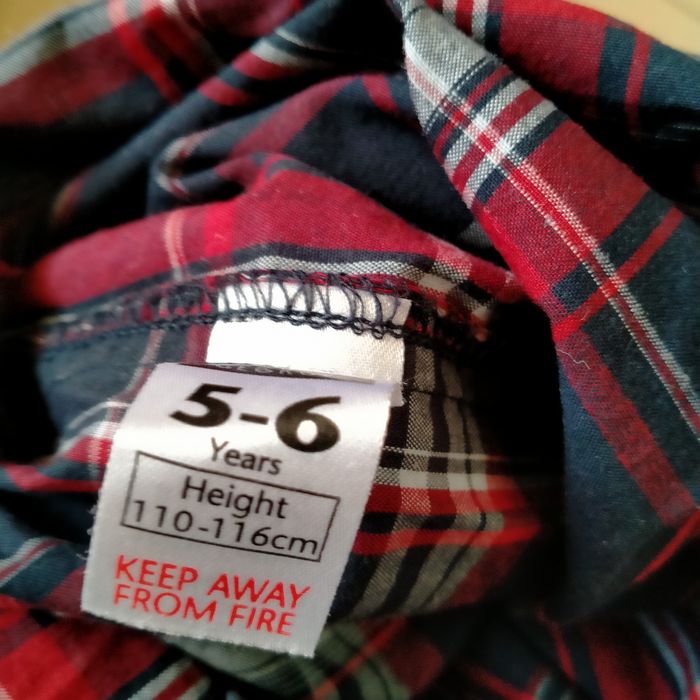 5-6
Years
Height
110-116cm
KEEP AWAY
FROM FIRE